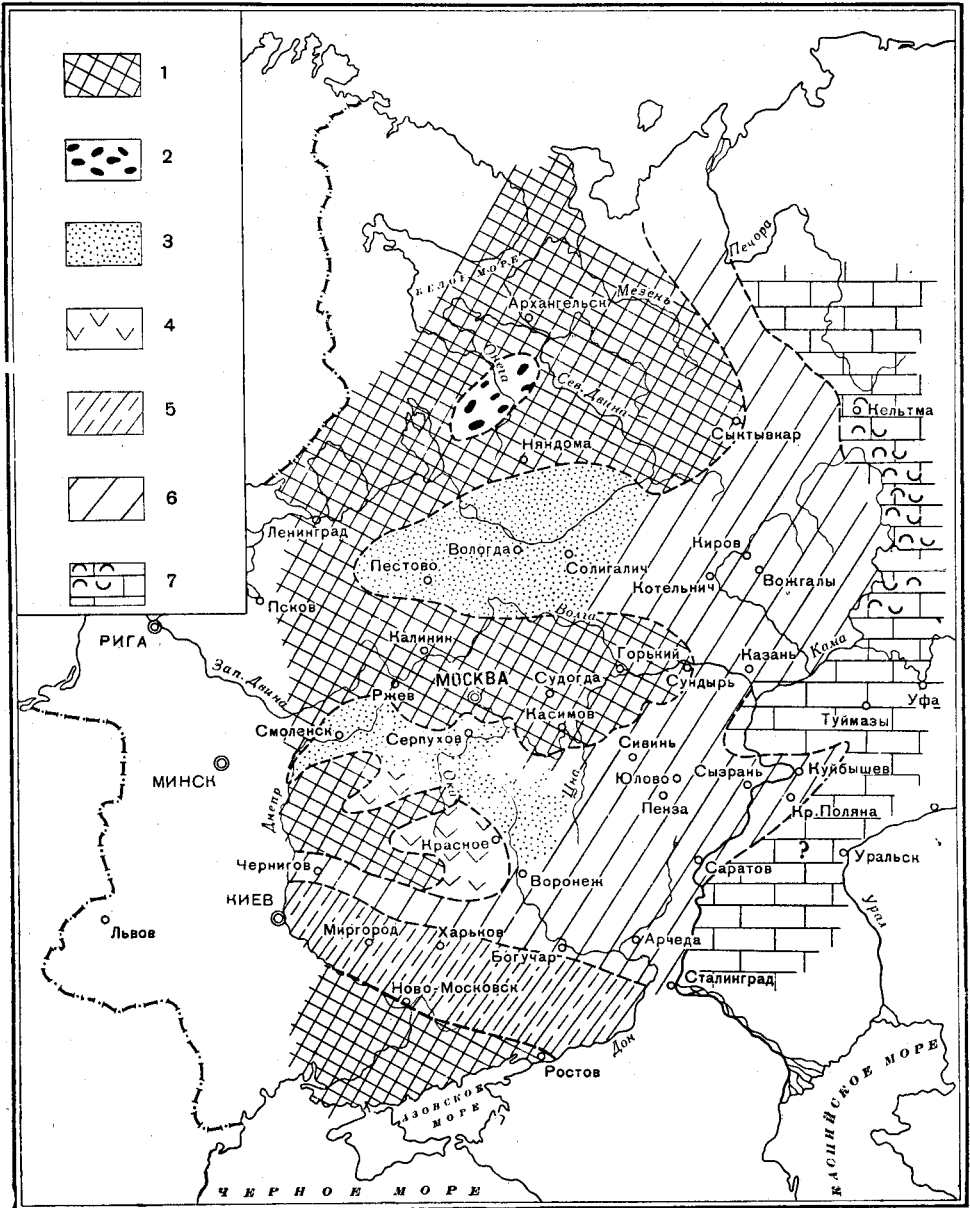 1
2
3
4
5
6
7
Печора
БЕЛОЕ МОРЕ
Мезень
Архангельск
Онега
Сев. Двина
Кельтма
Сыктывкар
Няндома
Ленинград
Вологда
Пестово
Солигалич
Киров
Котельнич
Вожгалы
Псков
РИГА
Волга
Калинин
Горький
Казань
Кама
Зап. Двина
МОСКВА
Судогда
Сундырь
Ржев
Уфа
Туймазы
Смоленск
Серпухов
Касимов
Сивинь
МИНСК
Ока
Цна
Юлово
Сызрань
Куйбышев
Пенза
Кр. Поляна
Днепр
Красное
?
Уральск
Чернигов
Саратов
Воронеж
КИЕВ
Урал
Львов
Миргород
Харьков
Арчеда
Богучар
Сталинград
Ново-Московск
Дон
Ростов
АЗОВСКОЕ
МОРЕ
КАСПИЙСКОЕ МОРЕ
ЧЕРНОЕ МОРЕ